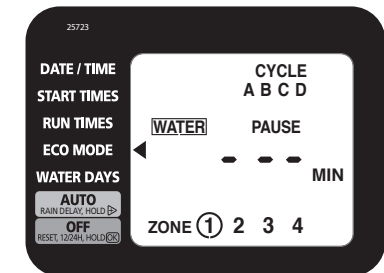 25723
DATE / TIME
START TIMES
RUN TIMES
ECO MODE
WATER DAYS
AUTO
RAIN DELAY, HOLD
OFF
RESET, 12/24H, HOLD OK
CYCLE
A B C D
WATER PAUSE
- - -
MIN
ZONE 1 2 3 4